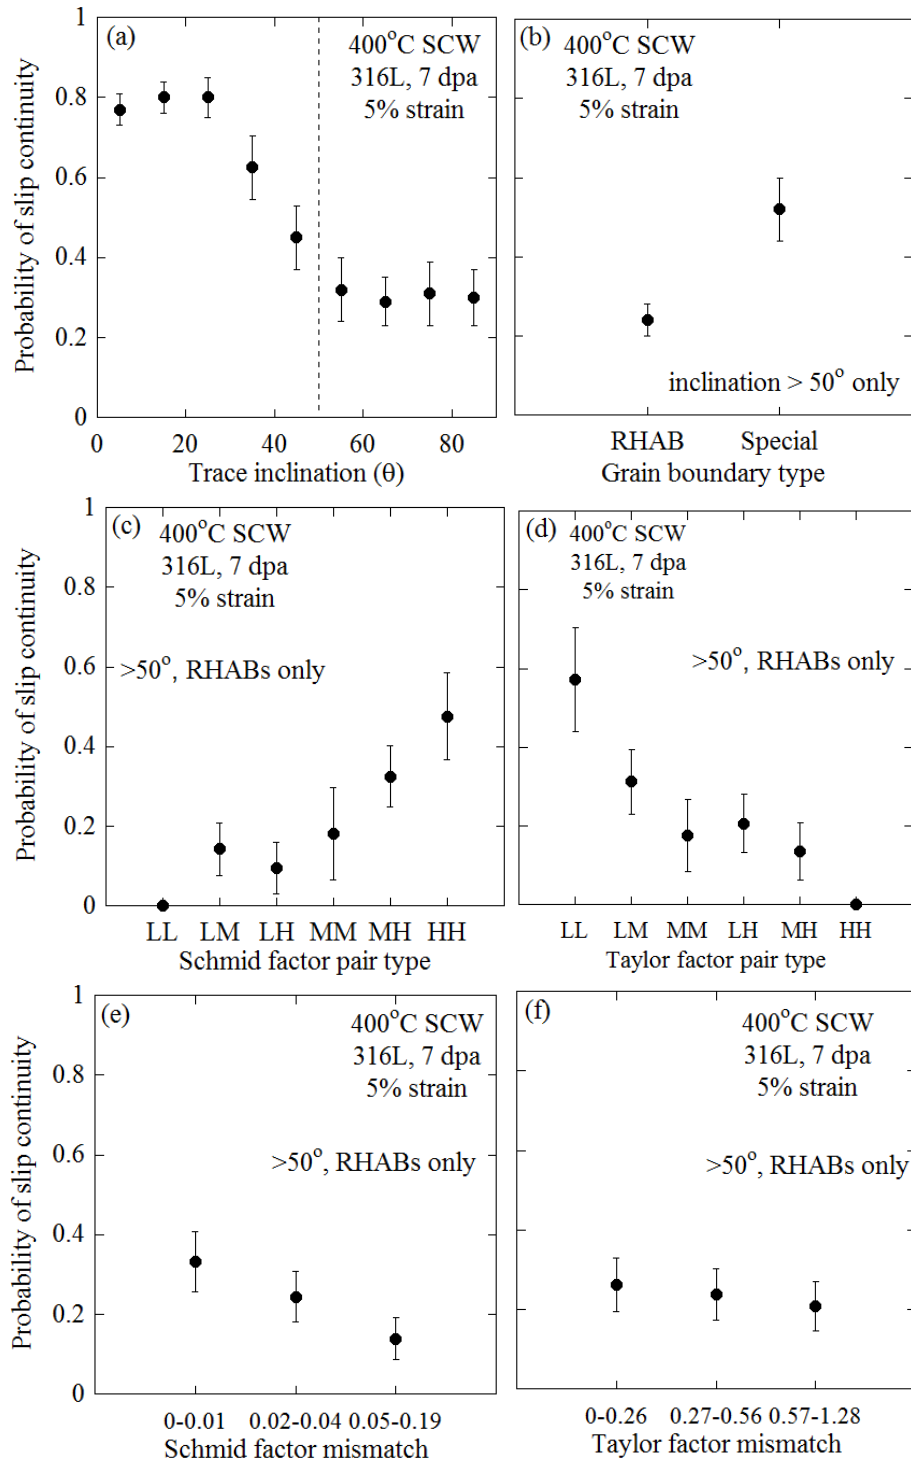 (a)
400°C SCW
316L, 7 dpa
5% strain
Probability of slip continuity
1
0.8
0.6
0.4
0.2
0
0 20 40 60 80
Trace inclination (θ)
(b)
400°C SCW
316L, 7 dpa
5% strain
inclination > 50° only
RHAB Special
Grain boundary type
(c)
400°C SCW
316L, 7 dpa
5% strain
>50°, RHABs only
Probability of slip continuity
1
0.8
0.6
0.4
0.2
0
LL LM LH MM MH HH
Schmid factor pair type
(d)
400°C SCW
316L, 7 dpa
5% strain
>50°, RHABs only
LL LM MM LH MH HH
Taylor factor pair type
(e)
400°C SCW
316L, 7 dpa
5% strain
>50°, RHABs only
Probability of slip continuity
1
0.8
0.6
0.4
0.2
0
0-0.01 0.02-0.04 0.05-0.19
Schmid factor mismatch
(f)
400°C SCW
316L, 7 dpa
5% strain
>50°, RHABs only
0-0.26 0.27-0.56 0.57-1.28
Taylor factor mismatch